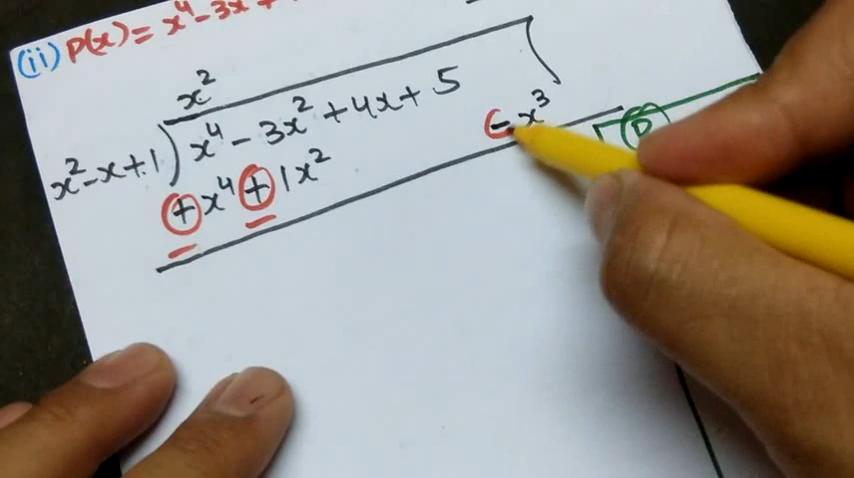 (ii) P(x) = x⁴ - 3x
x²
x² - x + 1 ) x⁴ - 3x² + 4x + 5
+ x⁴ + 1x² - x³
D